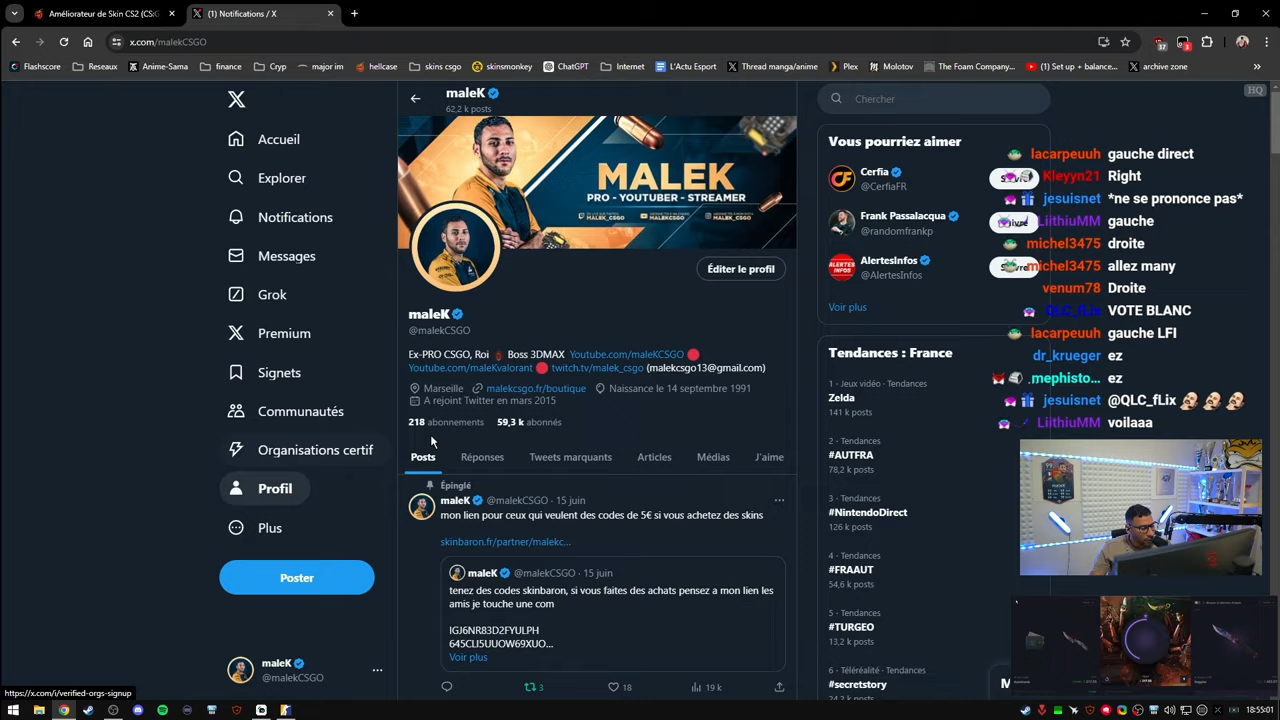 Améliorateur de Skin CS2 (CS:G
(1) Notifications / X
x.com/malekCSGO
Flashscore
Reseaux
Anime-Sama
finance
Cryp
major im
hellcase
skins csgo
skinsmonkey
ChatGPT
Internet
L'Actu Esport
Thread manga/anime
Plex
Molotov
The Foam Company...
(1) Set up + balance...
archive zone
HQ
Accueil
Explorer
Notifications
Messages
Grok
Premium
Signets
Communautés
Organisations certif
Profil
Plus
Poster
maleK
@malekCSGO
https://x.com/i/verified-orgs-signup
maleK
62,2 k posts
MALEK
PRO - YOUTUBER - STREAMER
MALEK_CSGO
MALEK_CSGO
MALEK_CSGO
Éditer le profil
maleK
@malekCSGO
Ex-PRO CSGO, Roi Boss 3DMAX Youtube.com/maleKCSGO
Youtube.com/maleKvalorant twitch.tv/malek_csgo (malekcsgo13@gmail.com)
Marseille malekcsgo.fr/boutique Naissance le 14 septembre 1991
A rejoint Twitter en mars 2015
218 abonnements 59,3 k abonnés
Posts Réponses Tweets marquants Articles Médias J'aime
Épinglé
maleK @malekCSGO · 15 juin
mon lien pour ceux qui veulent des codes de 5€ si vous achetez des skins
skinbaron.fr/partner/malekc...
maleK @malekCSGO · 15 juin
tenez des codes skinbaron, si vous faites des achats pensez a mon lien les
amis je touche une com
IGJ6NR83D2FYULPH
645CLJ5UUOW69XUO...
Voir plus
3
18
19 k
Chercher
Vous pourriez aimer
Cerfia
@CerfiaFR
Frank Passalacqua
@randomfrankp
AlertesInfos
@AlertesInfos
Voir plus
Tendances : France
1 · Jeux vidéo · Tendances
Zelda
141 k posts
2 · Tendances
#AUTFRA
78,2 k posts
3 · Tendances
#NintendoDirect
126 k posts
4 · Tendances
#FRAAUT
54,6 k posts
5 · Tendances
#TURGEO
13,2 k posts
6 · Téléréalité · Tendances
#secretstory
lacarpeuuh gauche direct
Kleyyn21 Right
jesuisnet *ne se prononce pas*
LiithiuMM gauche
michel3475 droite
michel3475 allez many
venum78 Droite
QLC_fLix VOTE BLANC
lacarpeuuh gauche LFI
dr_krueger ez
.mephisto... ez
jesuisnet @QLC_fLix
LiithiuMM voilaaa
18:55:01